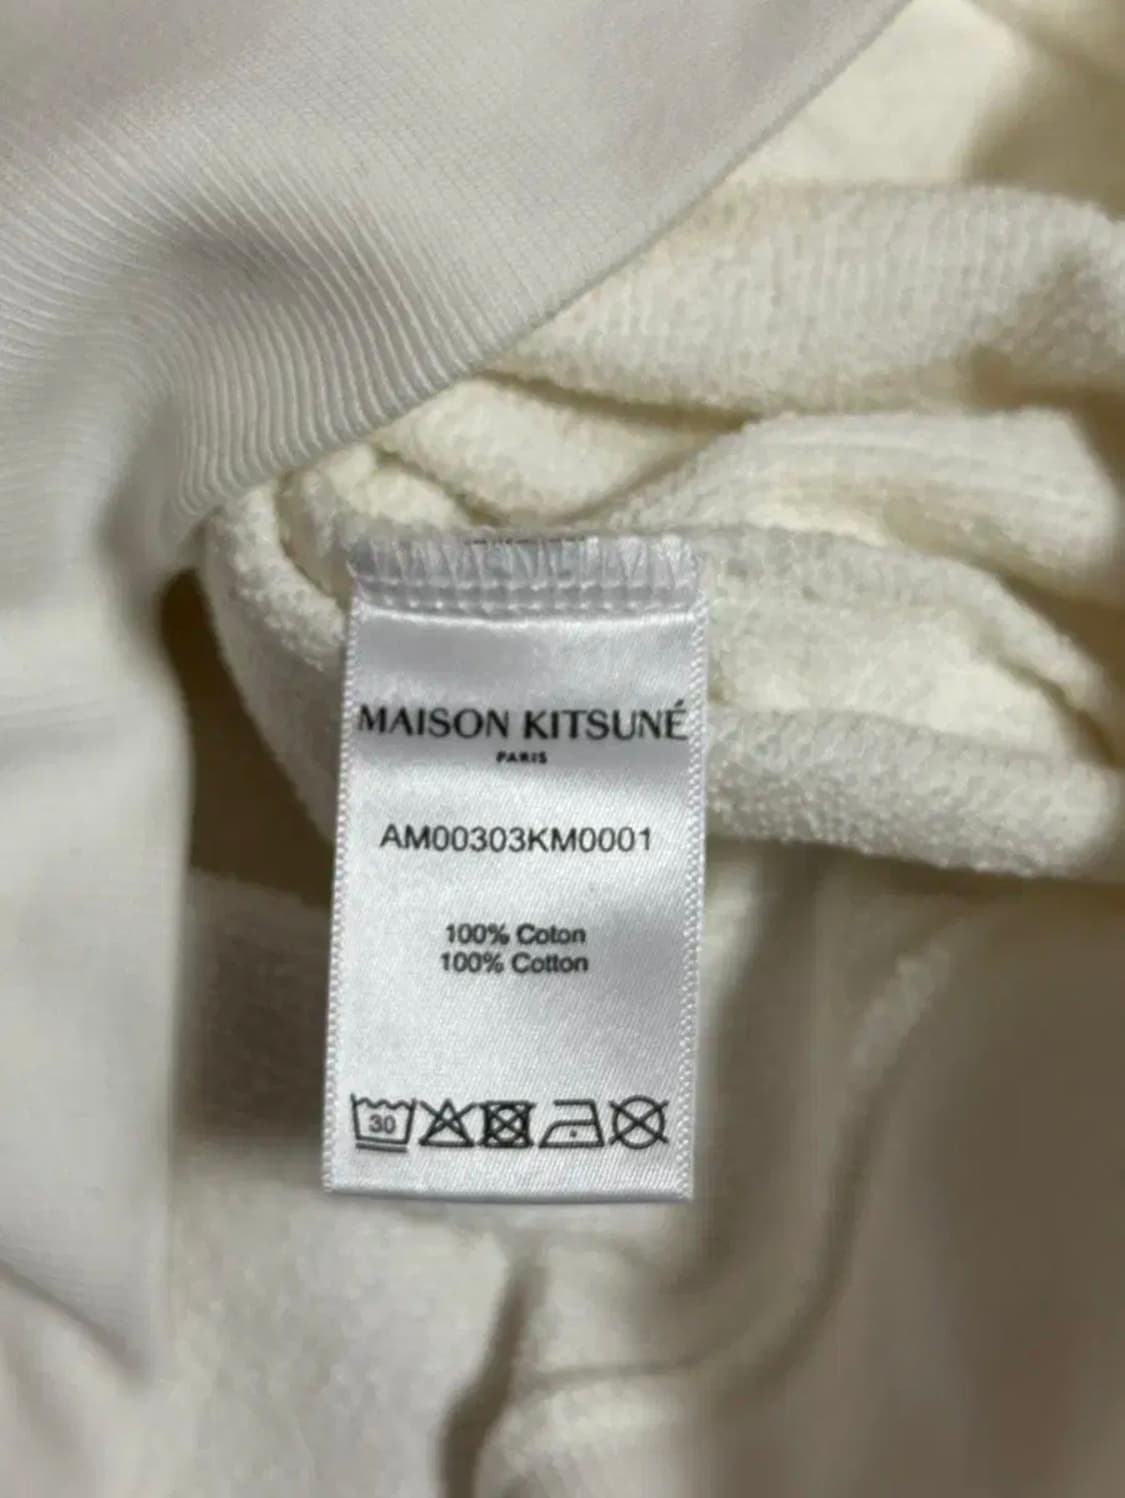 MAISON KITSUNÉ
PARIS
AM00303KM0001
100% Coton
100% Cotton
30